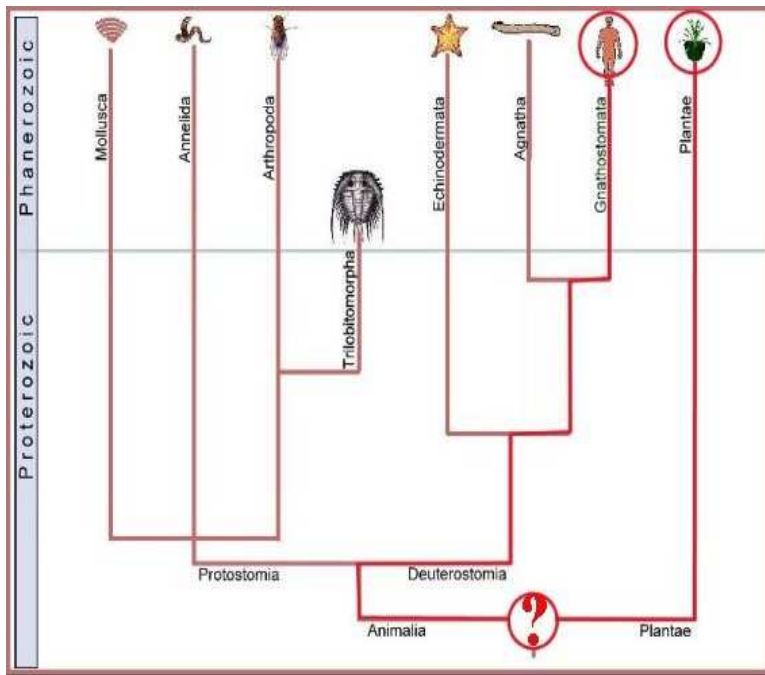 Phanerozoic
Proterozoic
Mollusca
Annelida
Arthropoda
Trilobitomorpha
Echinodermata
Agnatha
Gnathostomata
Plantae
Protostomia
Deuterostomia
Animalia
?
Plantae